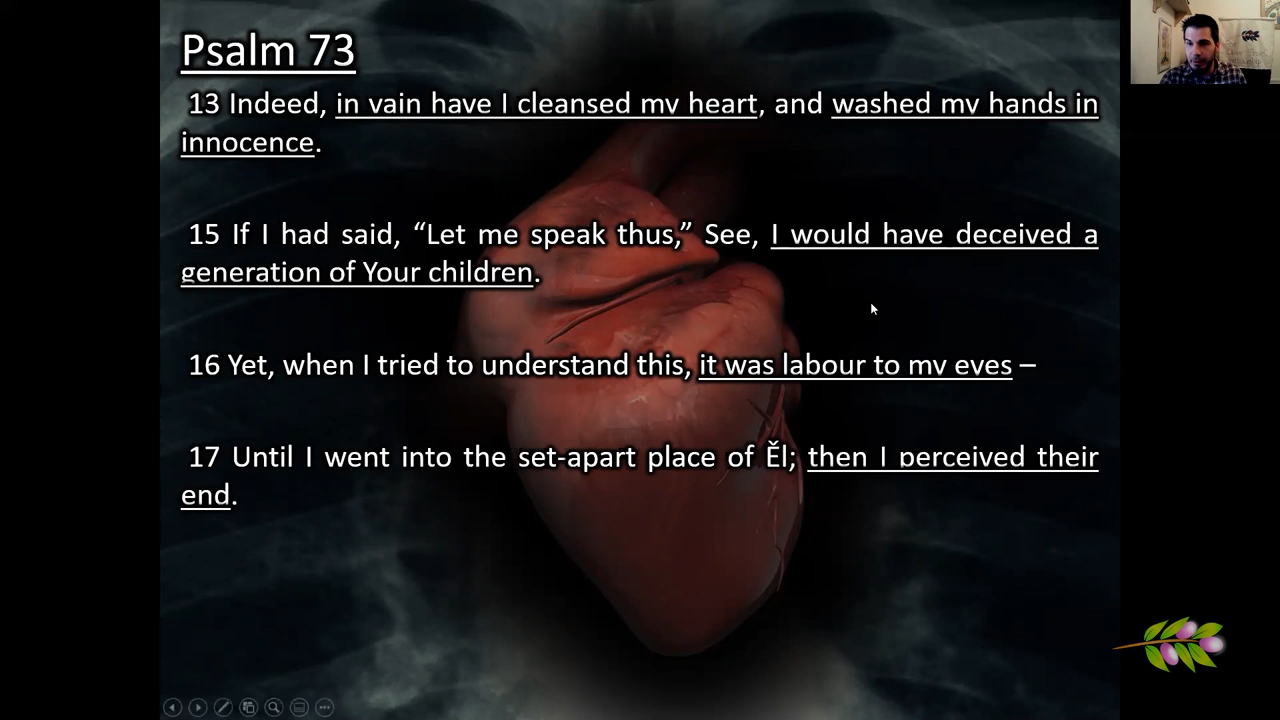 Psalm 73
13 Indeed, in vain have I cleansed my heart, and washed my hands in
innocence.
15 If I had said, “Let me speak thus,” See, I would have deceived a
generation of Your children.
16 Yet, when I tried to understand this, it was labour to my eyes –
17 Until I went into the set-apart place of Ěl; then I perceived their
end.